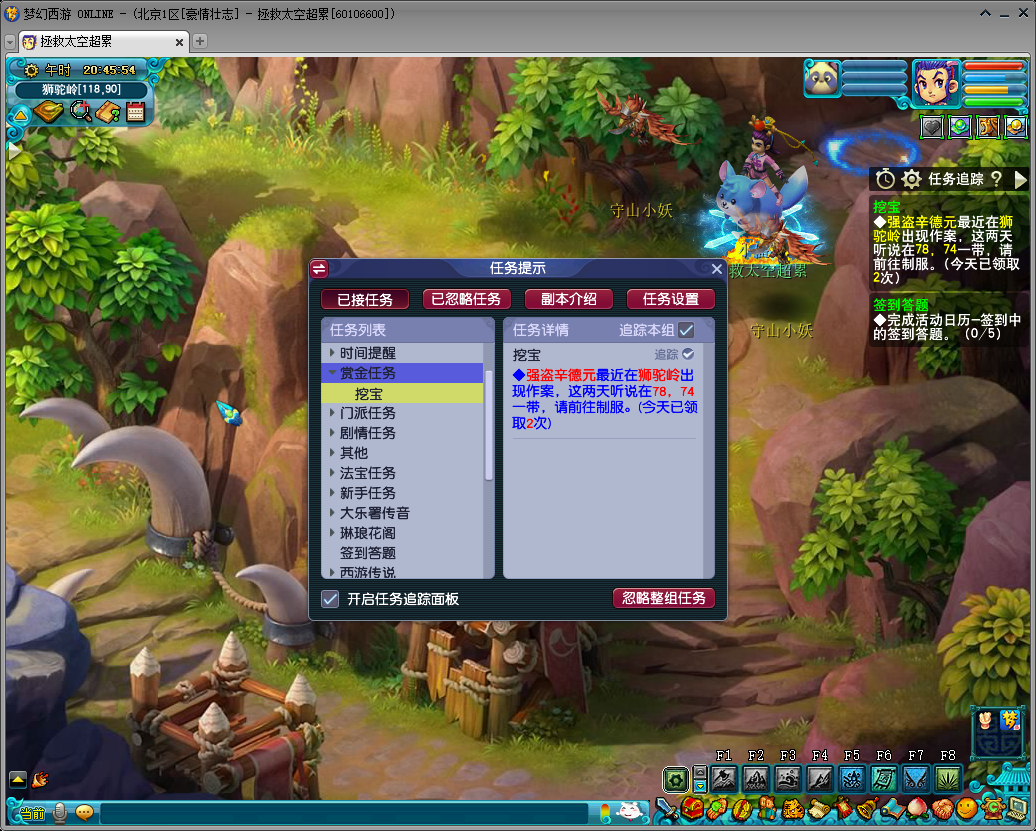 梦幻西游 ONLINE - (北京1区[豪情壮志] - 拯救太空超累[60106600])
拯救太空超累
午时 20:45:54
狮驼岭[118,90]
任务追踪 ?
挖宝
◆强盗辛德元最近在狮
驼岭出现作案，这两天
听说在78，74一带，请
前往制服。(今天已领取
2次)
签到答题
◆完成活动日历—签到中
的签到答题。 (0/5)
守山小妖
救太空超累
守山小妖
任务提示
已接任务
已忽略任务
副本介绍
任务设置
任务列表
时间提醒
赏金任务
挖宝
门派任务
剧情任务
其他
法宝任务
新手任务
大乐署传音
琳琅花阁
签到答题
西游传说
任务详情
追踪本组
挖宝
追踪
◆强盗辛德元最近在狮驼岭出
现作案，这两天听说在78，74
一带，请前往制服。(今天已领
取2次)
开启任务追踪面板
忽略整组任务
F1 F2 F3 F4 F5 F6 F7 F8
当前